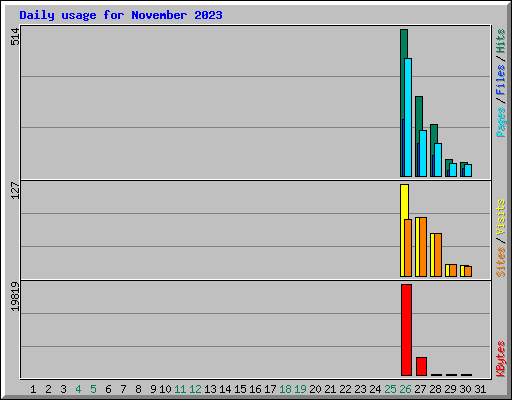 Daily usage for November 2023
514
127
19819
Pages / Files / Hits
Sites / Visits
KBytes
1 2 3 4 5 6 7 8 9 10 11 12 13 14 15 16 17 18 19 20 21 22 23 24 25 26 27 28 29 30 31